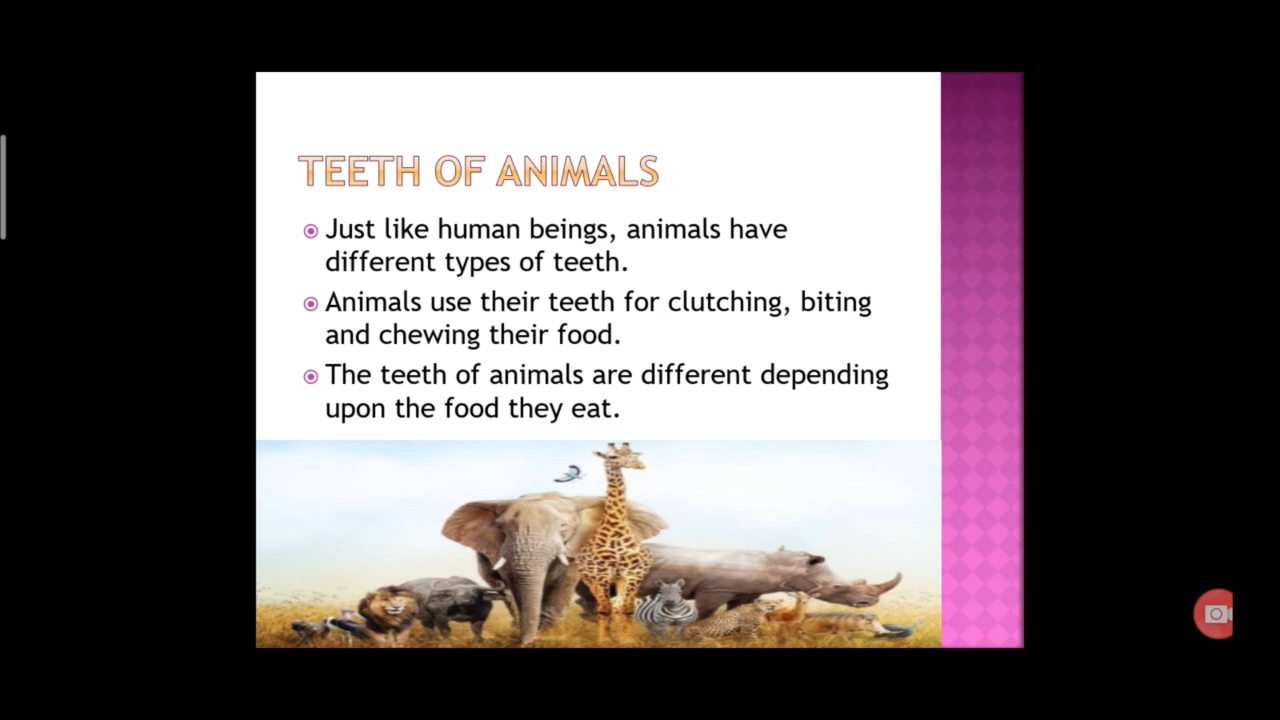 TEETH OF ANIMALS
Just like human beings, animals have
different types of teeth.
Animals use their teeth for clutching, biting
and chewing their food.
The teeth of animals are different depending
upon the food they eat.